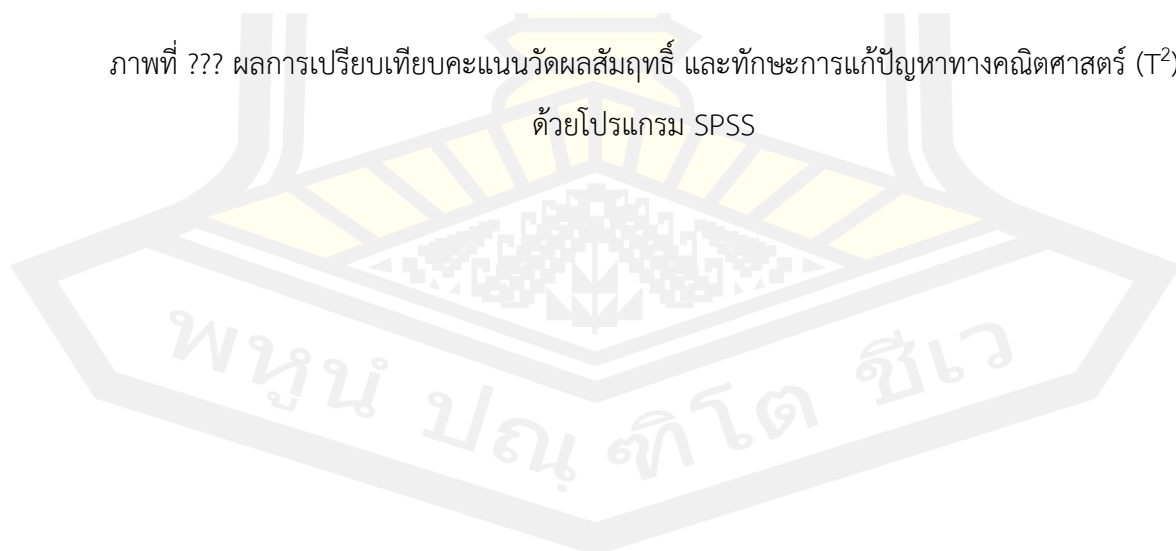 ภาพที่ ??? ผลการเปรียบเทียบคะแนนวัดผลสัมฤทธิ์ และทักษะการแก้ปัญหาทางคณิตศาสตร์ (T²)
ด้วยโปรแกรม SPSS
พหูนํ ปณฺฑิโต ชีเว